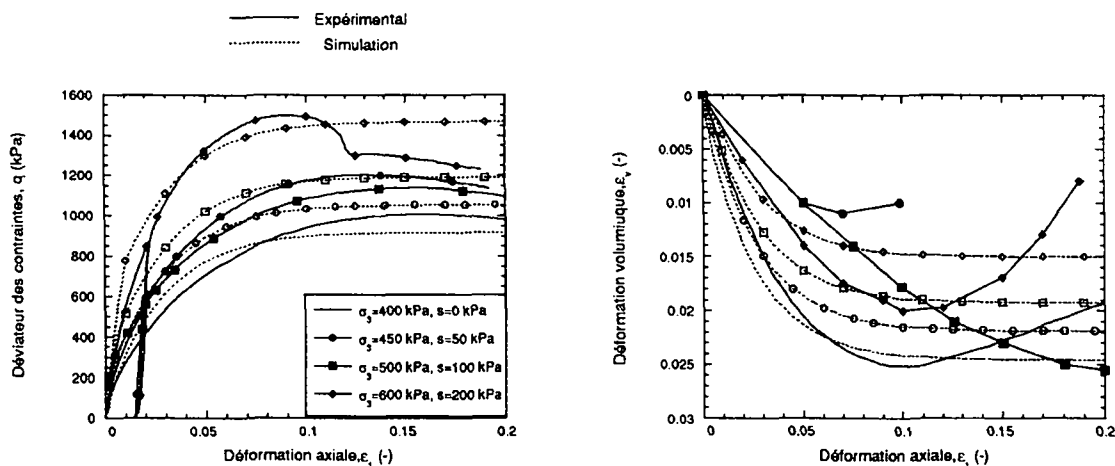 Expérimental
Simulation
Déviateur des contraintes, q (kPa)
1600
1400
1200
1000
800
600
400
200
0
0
0.05
0.1
0.15
0.2
Déformation axiale,ε₁ (-)
σ₃=400 kPa, s=0 kPa
σ₃=450 kPa, s=50 kPa
σ₃=500 kPa, s=100 kPa
σ₃=600 kPa, s=200 kPa
Déformation volumique,εᵥ (-)
0
0.005
0.01
0.015
0.02
0.025
0.03
0
0.05
0.1
0.15
0.2
Déformation axiale,ε₁ (-)